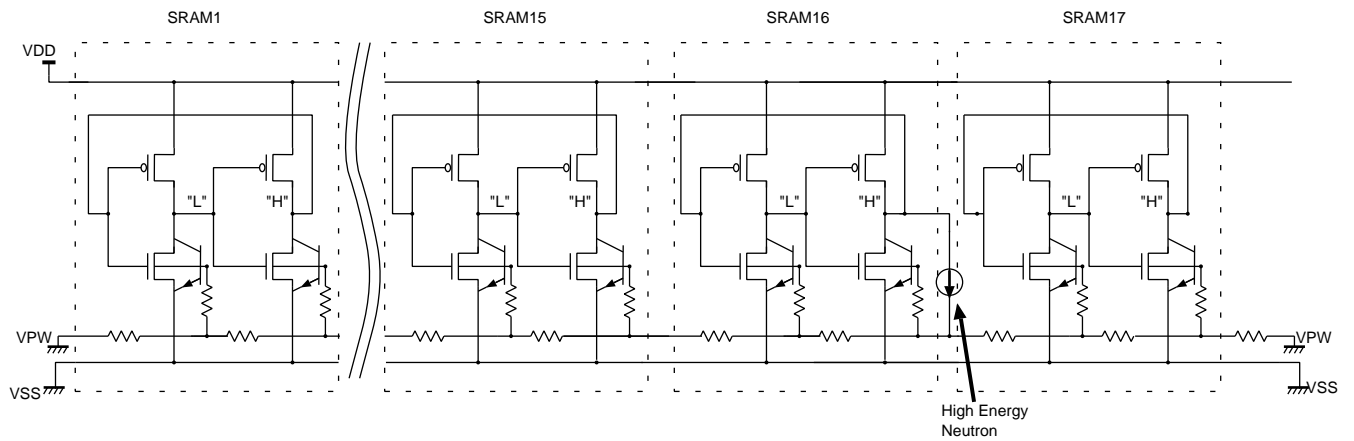 SRAM1 SRAM15 SRAM16 SRAM17
VDD
"L" "H" "L" "H" "L" "H" "L" "H"
VPW VPW
VSS VSS
High Energy
Neutron